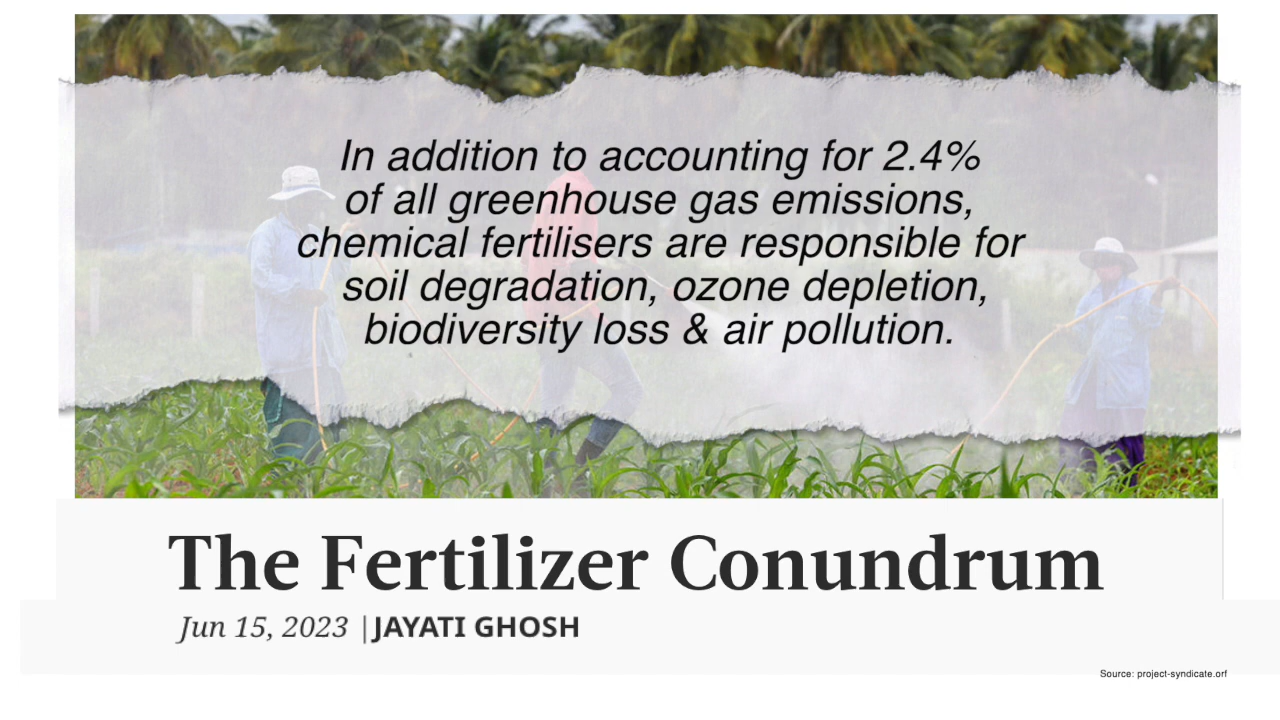 In addition to accounting for 2.4%
of all greenhouse gas emissions,
chemical fertilisers are responsible for
soil degradation, ozone depletion,
biodiversity loss & air pollution.
The Fertilizer Conundrum
Jun 15, 2023 | JAYATI GHOSH
Source: project-syndicate.orf